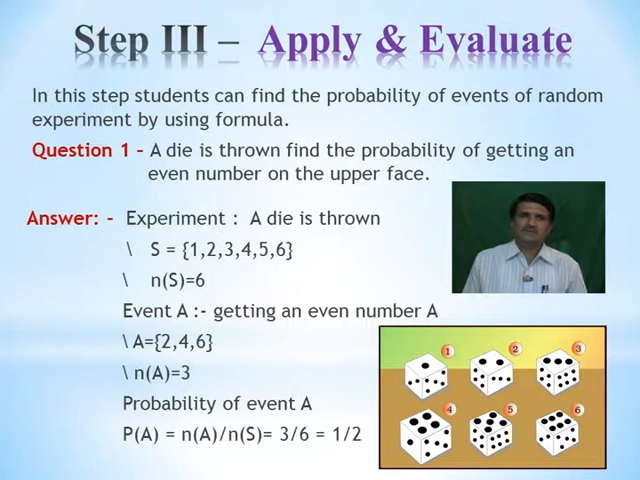 Step III – Apply & Evaluate
In this step students can find the probability of events of random
experiment by using formula.
Question 1 – A die is thrown find the probability of getting an
even number on the upper face.
Answer: - Experiment : A die is thrown
\ S = {1,2,3,4,5,6}
\ n(S)=6
Event A :- getting an even number A
\ A={2,4,6}
\ n(A)=3
Probability of event A
P(A) = n(A)/n(S)= 3/6 = 1/2
1 2 3
4 5 6